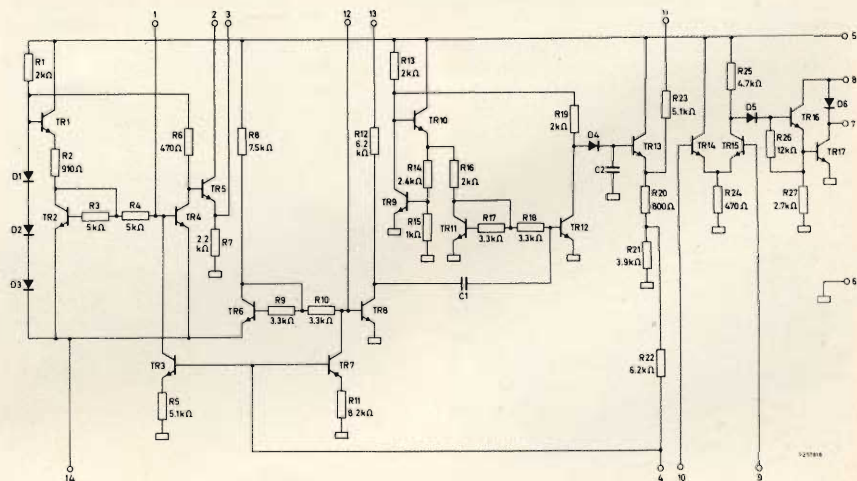 1 2 3 12 13 11
5
R1
2kΩ
TR1
R2
910Ω
R6
470Ω
R8
7.5kΩ
R12
6.2
kΩ
R13
2kΩ
TR10
R19
2kΩ
D4
TR13
R23
5.1kΩ
R25
4.7kΩ
D5
TR16
8
D6
7
D1
TR2
R3
5kΩ
R4
5kΩ
TR4
TR5
2.2
kΩ
R7
R14
2.4kΩ
R16
2kΩ
TR9
R15
1kΩ
TR11
R17
3.3kΩ
R18
3.3kΩ
TR12
C2
R20
800Ω
TR14
TR15
R26
12kΩ
TR17
R24
470Ω
R27
2.7kΩ
D2
D3
R21
3.9kΩ
C1
6
TR6
R9
3.3kΩ
R10
3.3kΩ
TR8
TR3
TR7
R22
6.2kΩ
R5
5.1kΩ
R11
8.2kΩ
14 4 10 9